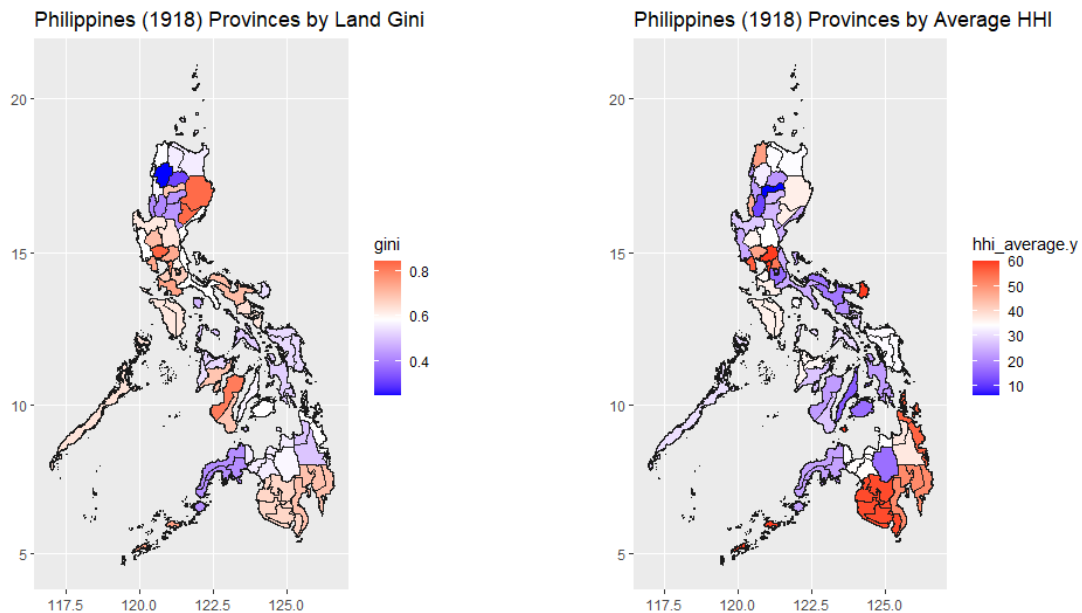 Philippines (1918) Provinces by Land Gini
20
15
10
5
117.5 120.0 122.5 125.0
gini
0.8
0.6
0.4
Philippines (1918) Provinces by Average HHI
20
15
10
5
117.5 120.0 122.5 125.0
hhi_average.y
60
50
40
30
20
10